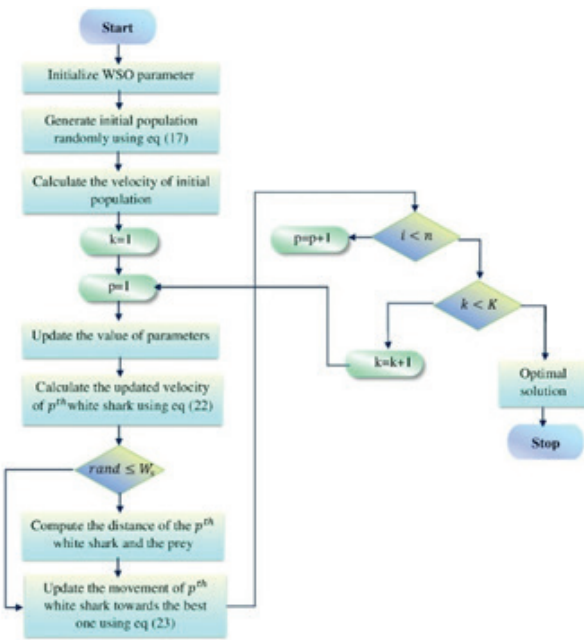 Start
Initialize WSO parameter
Generate initial population
randomly using eq (17)
Calculate the velocity of initial
population
k=1
p=1
Update the value of parameters
Calculate the updated velocity
of pᵗʰ white shark using eq (22)
rand ≤ Wₛ
Compute the distance of the pᵗʰ
white shark and the prey
Update the movement of pᵗʰ
white shark towards the best
one using eq (23)
i < n
p=p+1
k < K
k=k+1
Optimal
solution
Stop